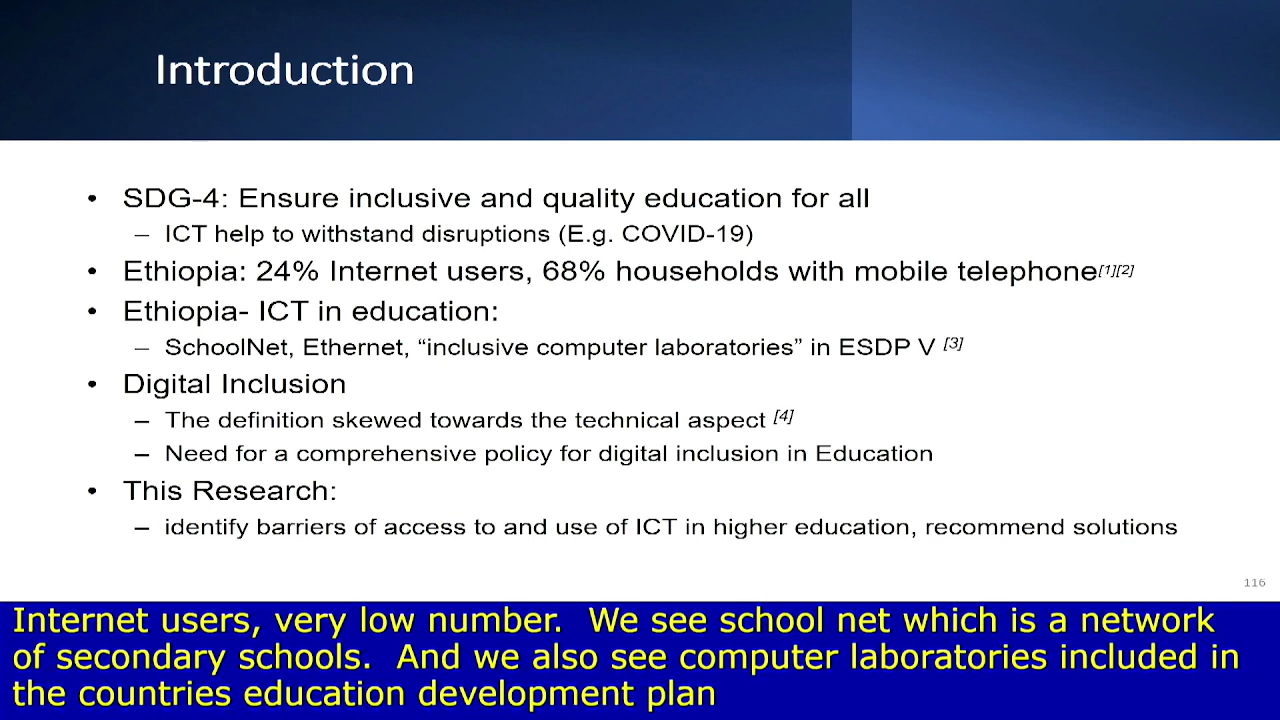 Introduction
• SDG-4: Ensure inclusive and quality education for all
– ICT help to withstand disruptions (E.g. COVID-19)
• Ethiopia: 24% Internet users, 68% households with mobile telephone[1][2]
• Ethiopia- ICT in education:
– SchoolNet, Ethernet, “inclusive computer laboratories” in ESDP V [3]
• Digital Inclusion
– The definition skewed towards the technical aspect [4]
– Need for a comprehensive policy for digital inclusion in Education
• This Research:
– identify barriers of access to and use of ICT in higher education, recommend solutions
116
Internet users, very low number.  We see school net which is a network
of secondary schools.  And we also see computer laboratories included in
the countries education development plan